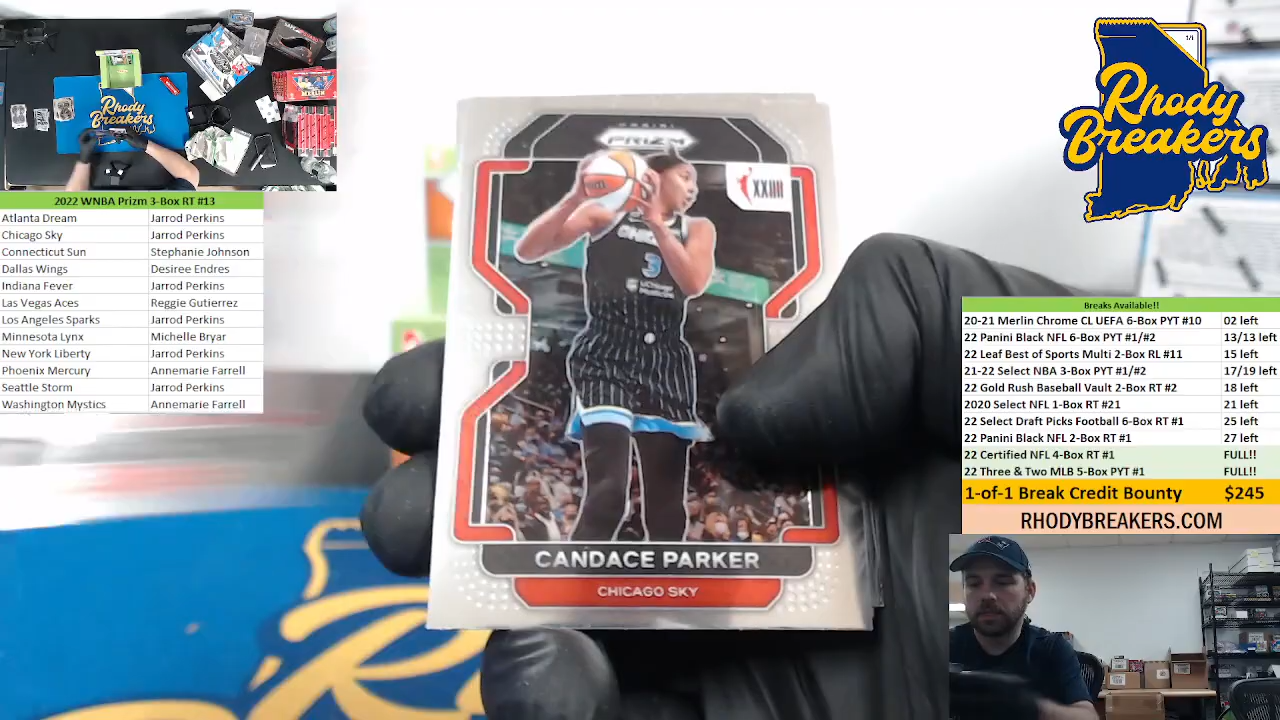 2022 WNBA Prizm 3-Box RT #13
Atlanta Dream Jarrod Perkins
Chicago Sky Jarrod Perkins
Connecticut Sun Stephanie Johnson
Dallas Wings Desiree Endres
Indiana Fever Jarrod Perkins
Las Vegas Aces Reggie Gutierrez
Los Angeles Sparks Jarrod Perkins
Minnesota Lynx Michelle Bryar
New York Liberty Jarrod Perkins
Phoenix Mercury Annemarie Farrell
Seattle Storm Jarrod Perkins
Washington Mystics Annemarie Farrell
Rhody
Breakers
PANINI
PRIZM
XXIIII
3
CANDACE PARKER
CHICAGO SKY
1/1
Rhody
Breakers
Breaks Available!!
20-21 Merlin Chrome CL UEFA 6-Box PYT #10 02 left
22 Panini Black NFL 6-Box PYT #1/#2 13/13 left
22 Leaf Best of Sports Multi 2-Box RL #11 15 left
21-22 Select NBA 3-Box PYT #1/#2 17/19 left
22 Gold Rush Baseball Vault 2-Box RT #2 18 left
2020 Select NFL 1-Box RT #21 21 left
22 Select Draft Picks Football 6-Box RT #1 25 left
22 Panini Black NFL 2-Box RT #1 27 left
22 Certified NFL 4-Box RT #1 FULL!!
22 Three & Two MLB 5-Box PYT #1 FULL!!
1-of-1 Break Credit Bounty $245
RHODYBREAKERS.COM